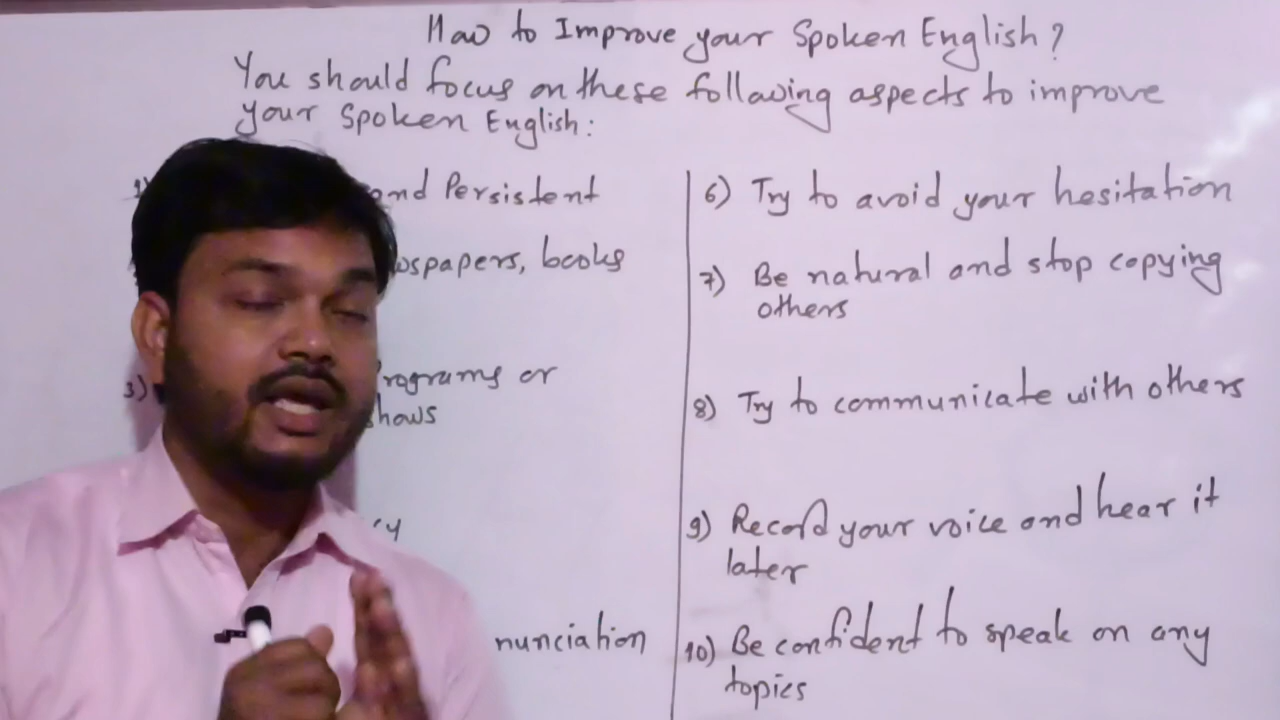 How to Improve your Spoken English?
You should focus on these following aspects to improve
your Spoken English:
1) and Persistent
wspapers, books
3) rograms or
shows
cy
nunciation
6) Try to avoid your hesitation
7) Be natural and stop copying
others
8) Try to communicate with others
9) Record your voice and hear it
later
10) Be confident to speak on any
topics